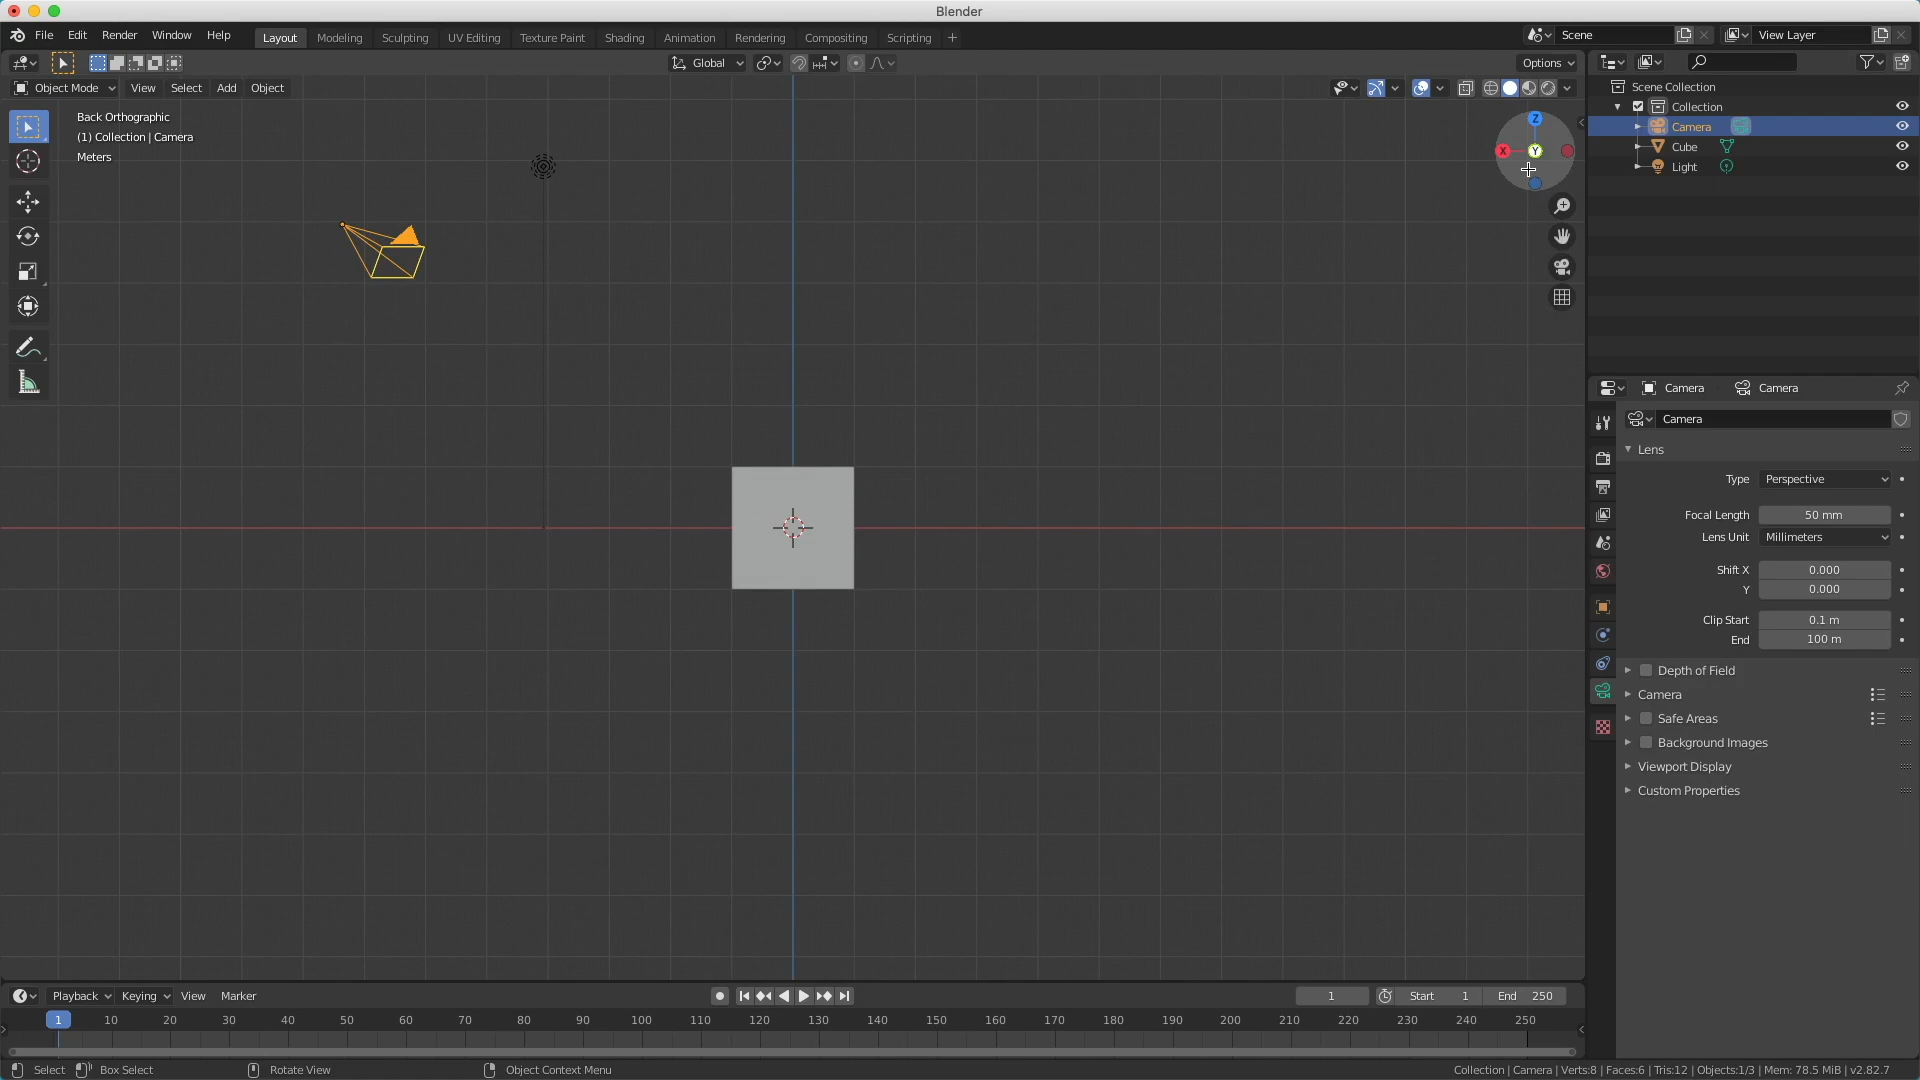 Blender
File Edit Render Window Help Layout Modeling Sculpting UV Editing Texture Paint Shading Animation Rendering Compositing Scripting + Scene View Layer
Global Options
Object Mode View Select Add Object
Back Orthographic
(1) Collection | Camera
Meters
Z
X
Y
Scene Collection
Collection
Camera
Cube
Light
Camera Camera
Camera
Lens
Type Perspective
Focal Length 50 mm
Lens Unit Millimeters
Shift X 0.000
Y 0.000
Clip Start 0.1 m
End 100 m
Depth of Field
Camera
Safe Areas
Background Images
Viewport Display
Custom Properties
Playback Keying View Marker 1 Start 1 End 250
1 10 20 30 40 50 60 70 80 90 100 110 120 130 140 150 160 170 180 190 200 210 220 230 240 250
Select Box Select Rotate View Object Context Menu Collection | Camera | Verts:8 | Faces:6 | Tris:12 | Objects:1/3 | Mem: 78.5 MiB | v2.82.7